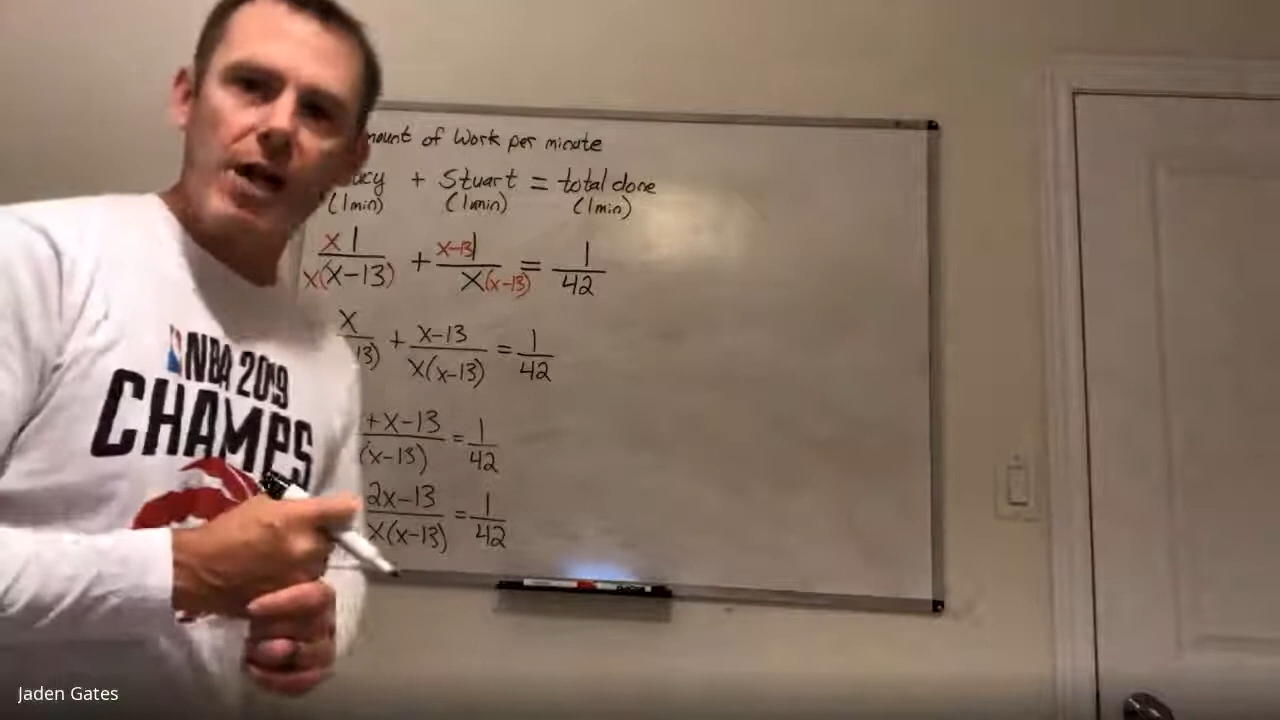 of Work per minute
+ Stuart = total done
(1min) (1min) (1min)
x 1 x-13 1 1
x(x-13) + x(x-13) = 42
x x-13 1
13) + x(x-13) = 42
+x-13 1
(x-13) = 42
2x-13 1
x(x-13) = 42
NBA 2019
CHAMPS
Jaden Gates